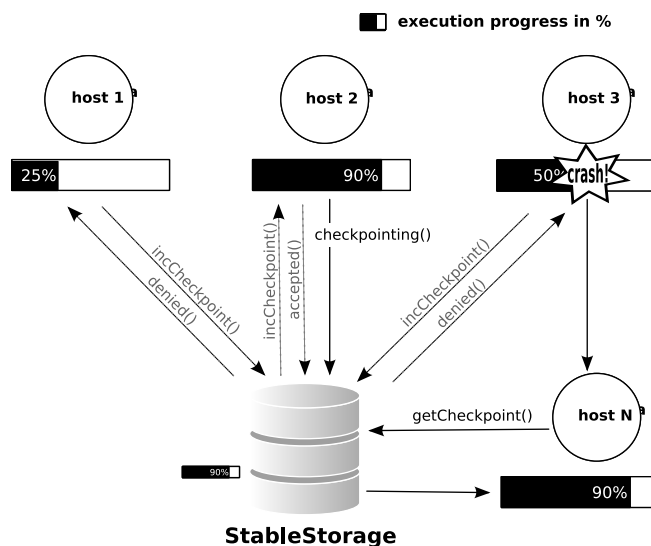 execution progress in %
host 1
a
host 2
a
host 3
a
25%
90%
50%
crash!
incCheckpoint()
denied()
incCheckpoint()
accepted()
checkpointing()
incCheckpoint()
denied()
getCheckpoint()
host N
a
90%
90%
StableStorage